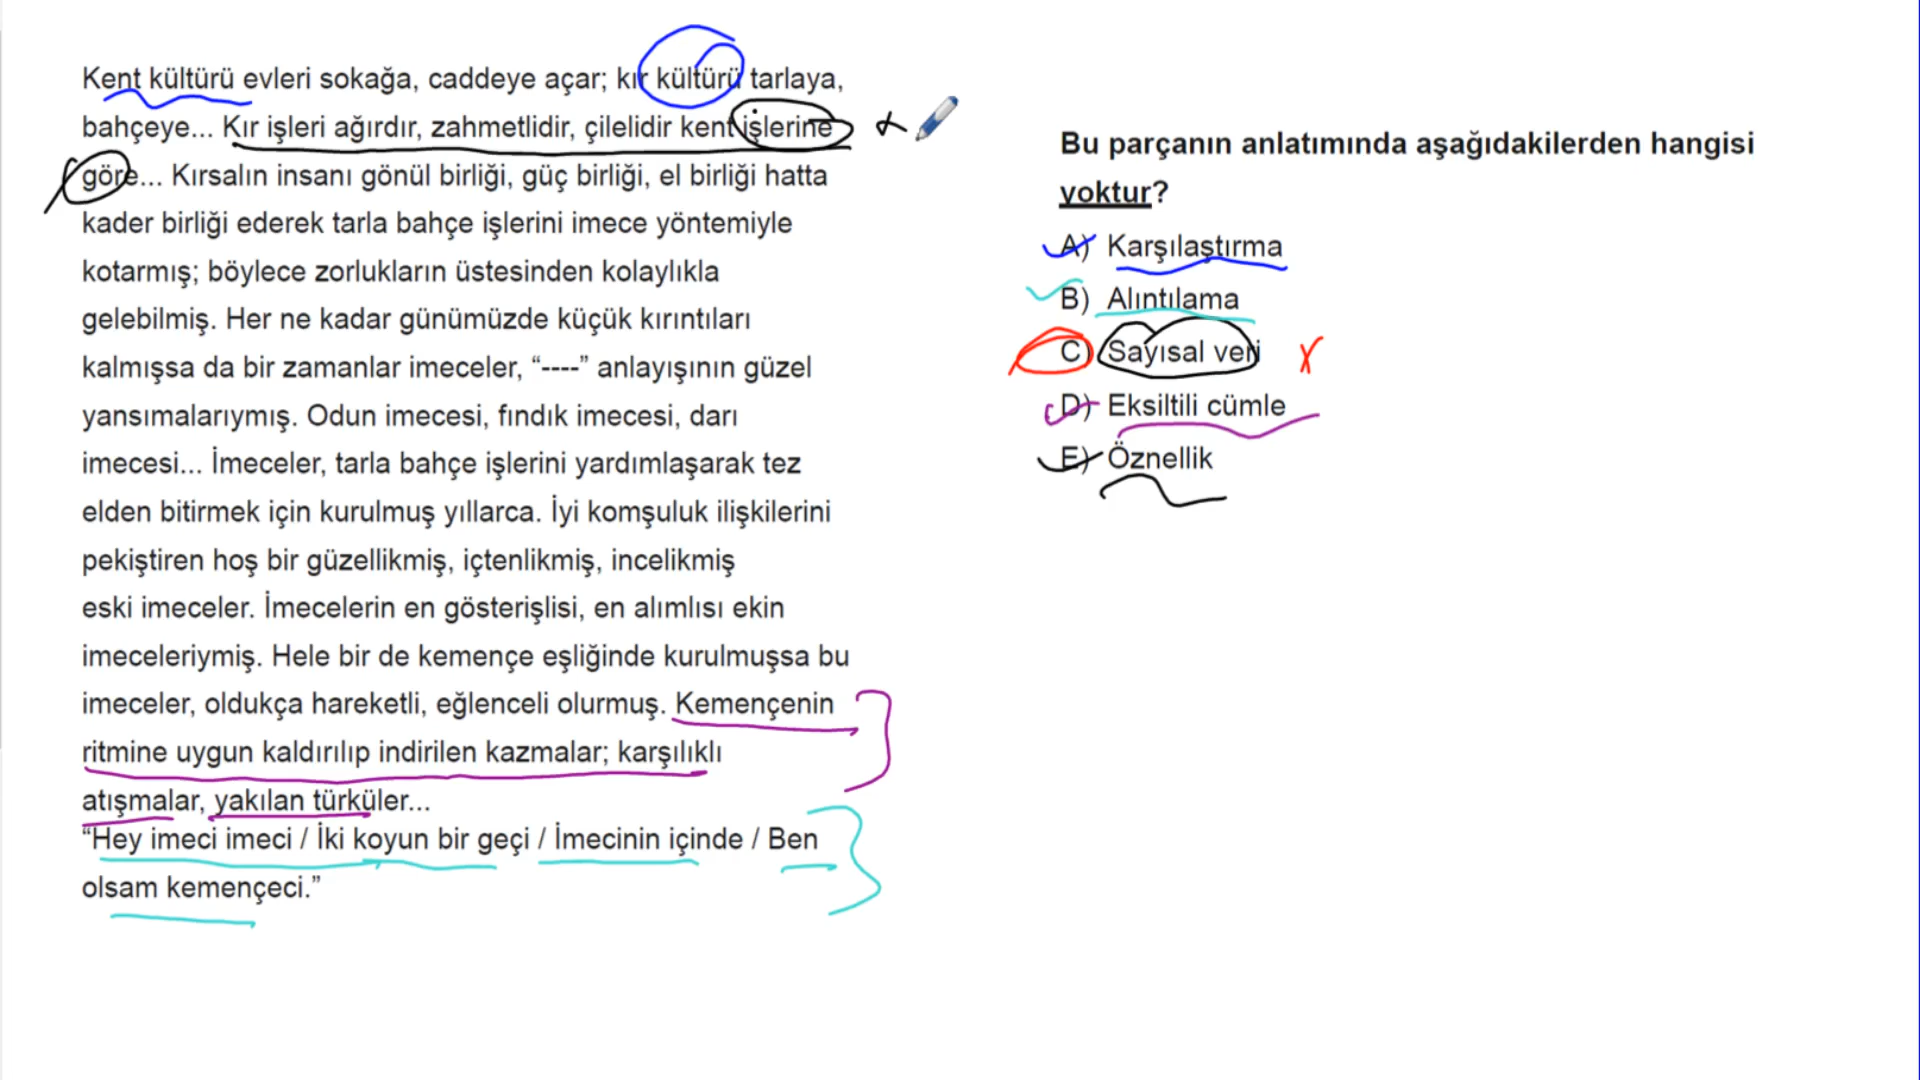 Kent kültürü evleri sokağa, caddeye açar; kır kültürü tarlaya,
bahçeye... Kır işleri ağırdır, zahmetlidir, çilelidir kent işlerine
göre... Kırsalın insanı gönül birliği, güç birliği, el birliği hatta
kader birliği ederek tarla bahçe işlerini imece yöntemiyle
kotarmış; böylece zorlukların üstesinden kolaylıkla
gelebilmiş. Her ne kadar günümüzde küçük kırıntıları
kalmışsa da bir zamanlar imeceler, “----” anlayışının güzel
yansımalarıymış. Odun imecesi, fındık imecesi, darı
imecesi... İmeceler, tarla bahçe işlerini yardımlaşarak tez
elden bitirmek için kurulmuş yıllarca. İyi komşuluk ilişkilerini
pekiştiren hoş bir güzellikmiş, içtenlikmiş, incelikmiş
eski imeceler. İmecelerin en gösterişlisi, en alımlısı ekin
imeceleriymiş. Hele bir de kemençe eşliğinde kurulmuşsa bu
imeceler, oldukça hareketli, eğlenceli olurmuş. Kemençenin
ritmine uygun kaldırılıp indirilen kazmalar; karşılıklı
atışmalar, yakılan türküler...
“Hey imeci imeci / İki koyun bir geçi / İmecinin içinde / Ben
olsam kemençeci.”
Bu parçanın anlatımında aşağıdakilerden hangisi
yoktur?
A) Karşılaştırma
B) Alıntılama
C) Sayısal veri
D) Eksiltili cümle
E) Öznellik